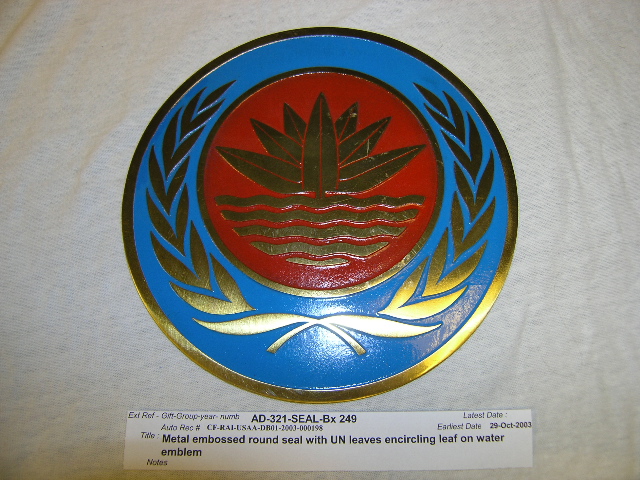 Ext Ref - Gift-Group-year- numb AD-321-SEAL-Bx 249 Latest Date :
Auto Rec # CF-RAI-USAA-DB01-2003-000198 Earliest Date 29-Oct-2003
Title : Metal embossed round seal with UN leaves encircling leaf on water
emblem
Notes